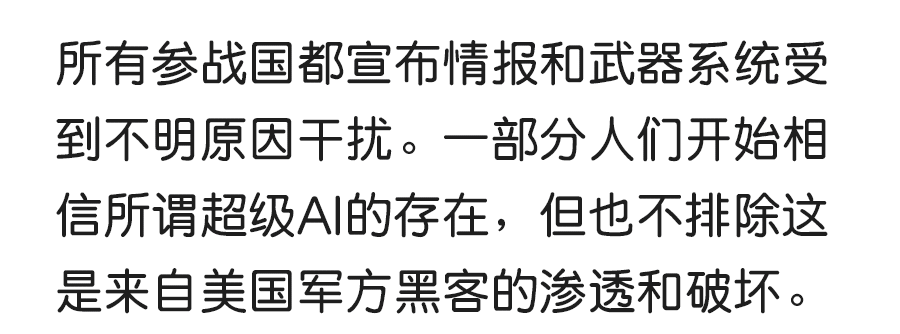 所有参战国都宣布情报和武器系统受
到不明原因干扰。一部分人们开始相
信所谓超级AI的存在，但也不排除这
是来自美国军方黑客的渗透和破坏。